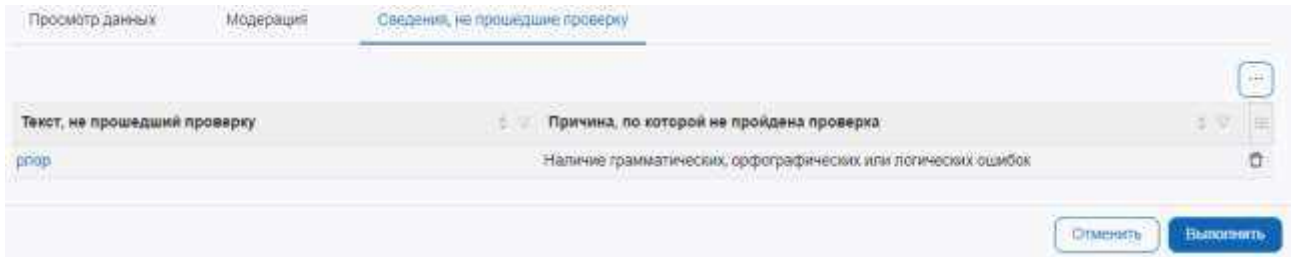 Просмотр данных Модерация Сведения, не прошедшие проверку
...
Текст, не прошедший проверку Причина, по которой не пройдена проверка
рпор Наличие грамматических, орфографических или логических ошибок
Отменить Выполнить